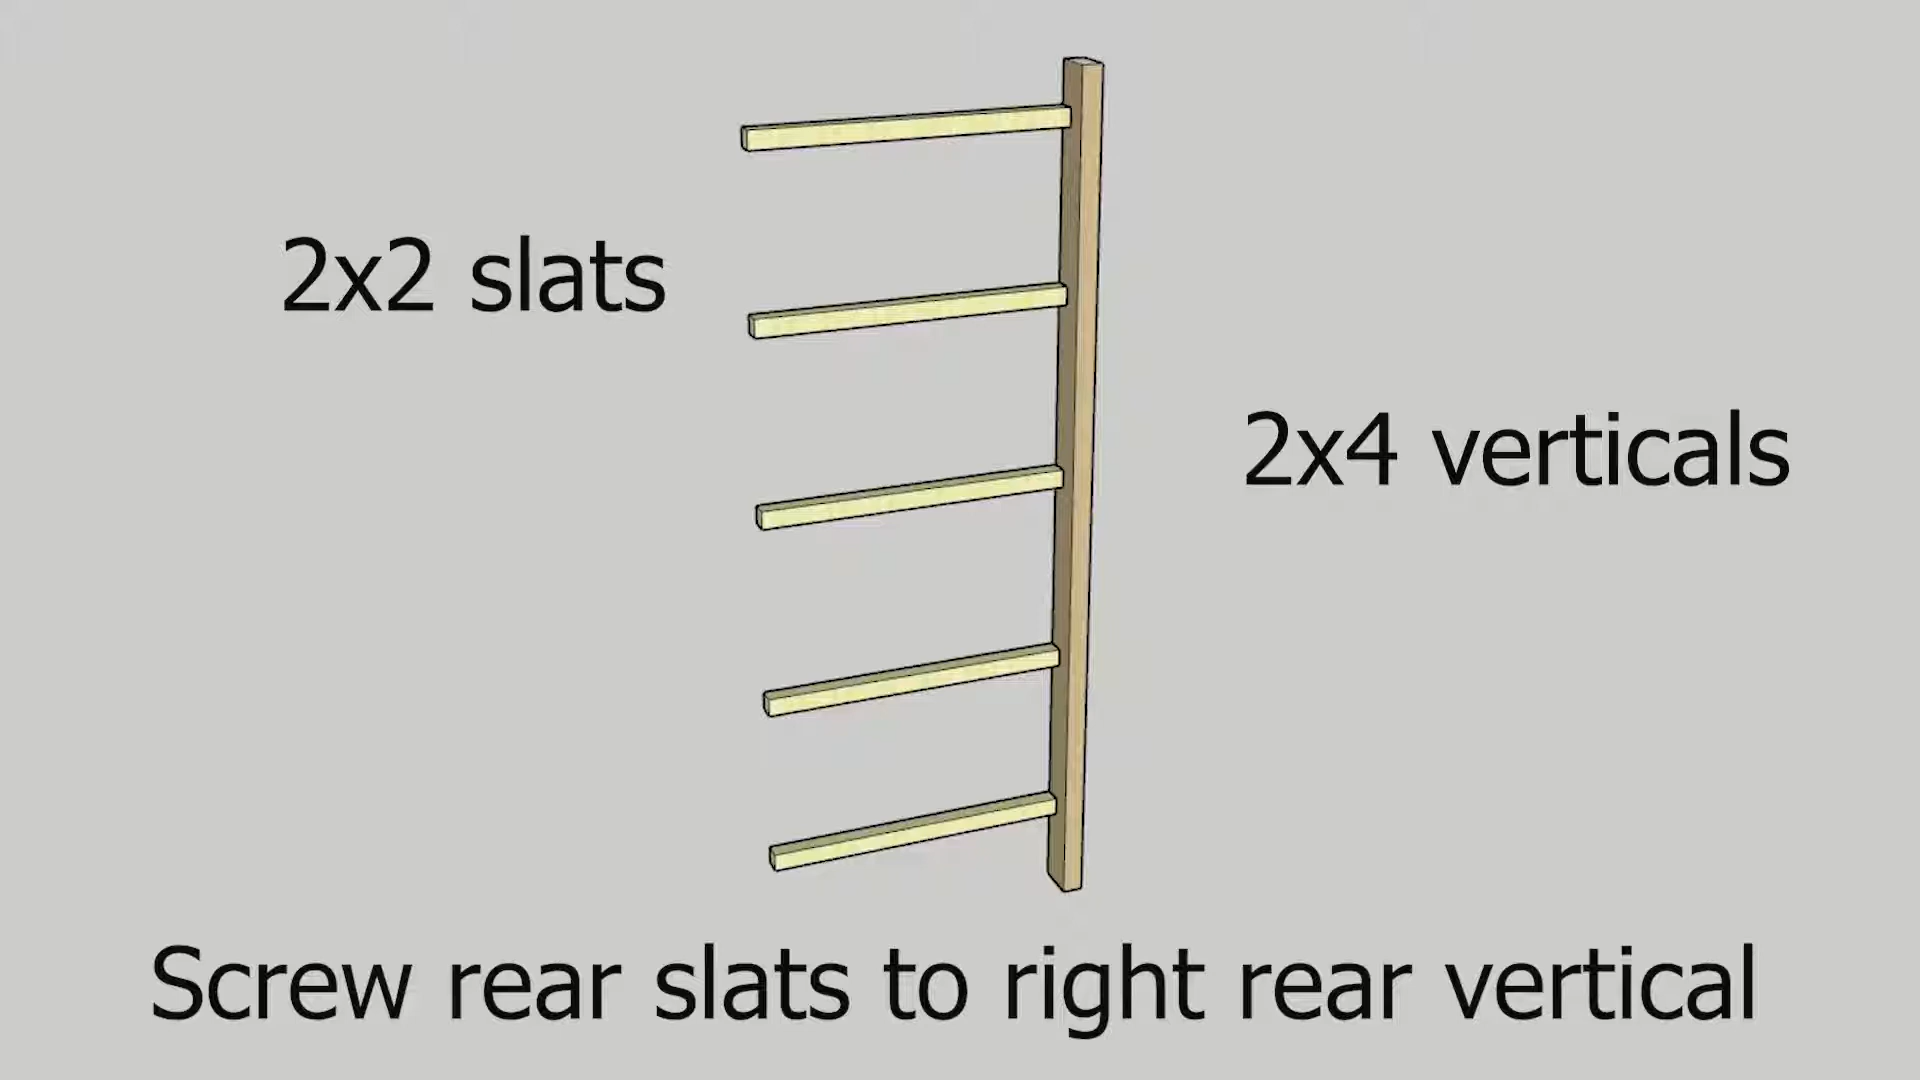 2x2 slats
2x4 verticals
Screw rear slats to right rear vertical